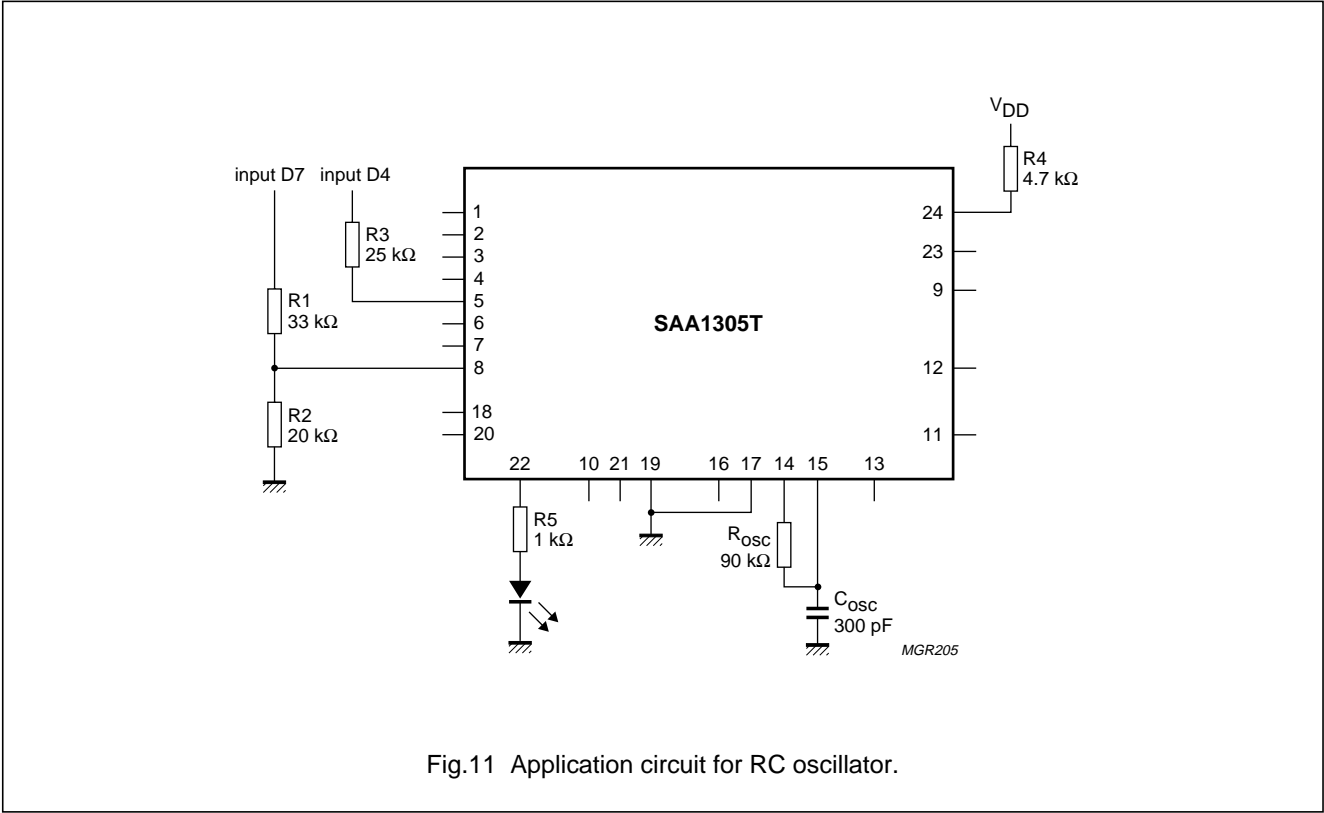 VDD
R4
4.7 kΩ
input D7 input D4
R3
25 kΩ
R1
33 kΩ
R2
20 kΩ
1
2
3
4
5
6
7
8
18
20
SAA1305T
24
23
9
12
11
22 10 21 19 16 17 14 15 13
R5
1 kΩ
Rosc
90 kΩ
Cosc
300 pF
MGR205
Fig.11 Application circuit for RC oscillator.